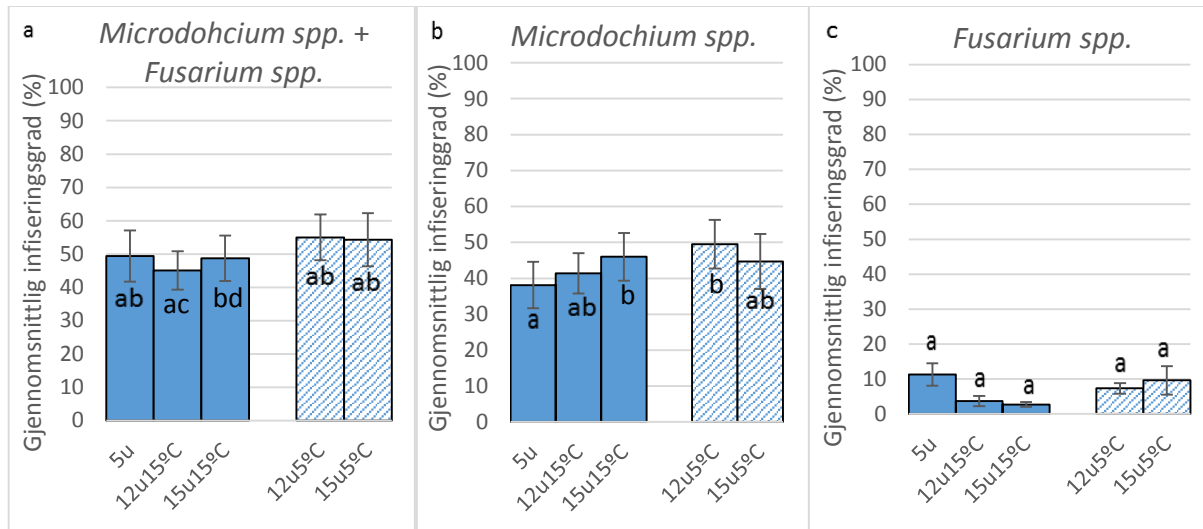 a
Microdohcium spp. +
Fusarium spp.
Gjennomsnittlig infiseringsgrad (%)
100
90
80
70
60
50
40
30
20
10
0
ab
ac
bd
ab
ab
5u
12u15ºC
15u15ºC
12u5ºC
15u5ºC
b
Microdochium spp.
Gjennomsnittlig infiseringgrad (%)
100
90
80
70
60
50
40
30
20
10
0
a
ab
b
b
ab
5u
12u15ºC
15u15ºC
12u5ºC
15u5ºC
c
Fusarium spp.
Gjennomsnittlig infiseringsgrad (%)
100
90
80
70
60
50
40
30
20
10
0
a
a
a
a
a
5u
12u15ºC
15u15ºC
12u5ºC
15u5ºC